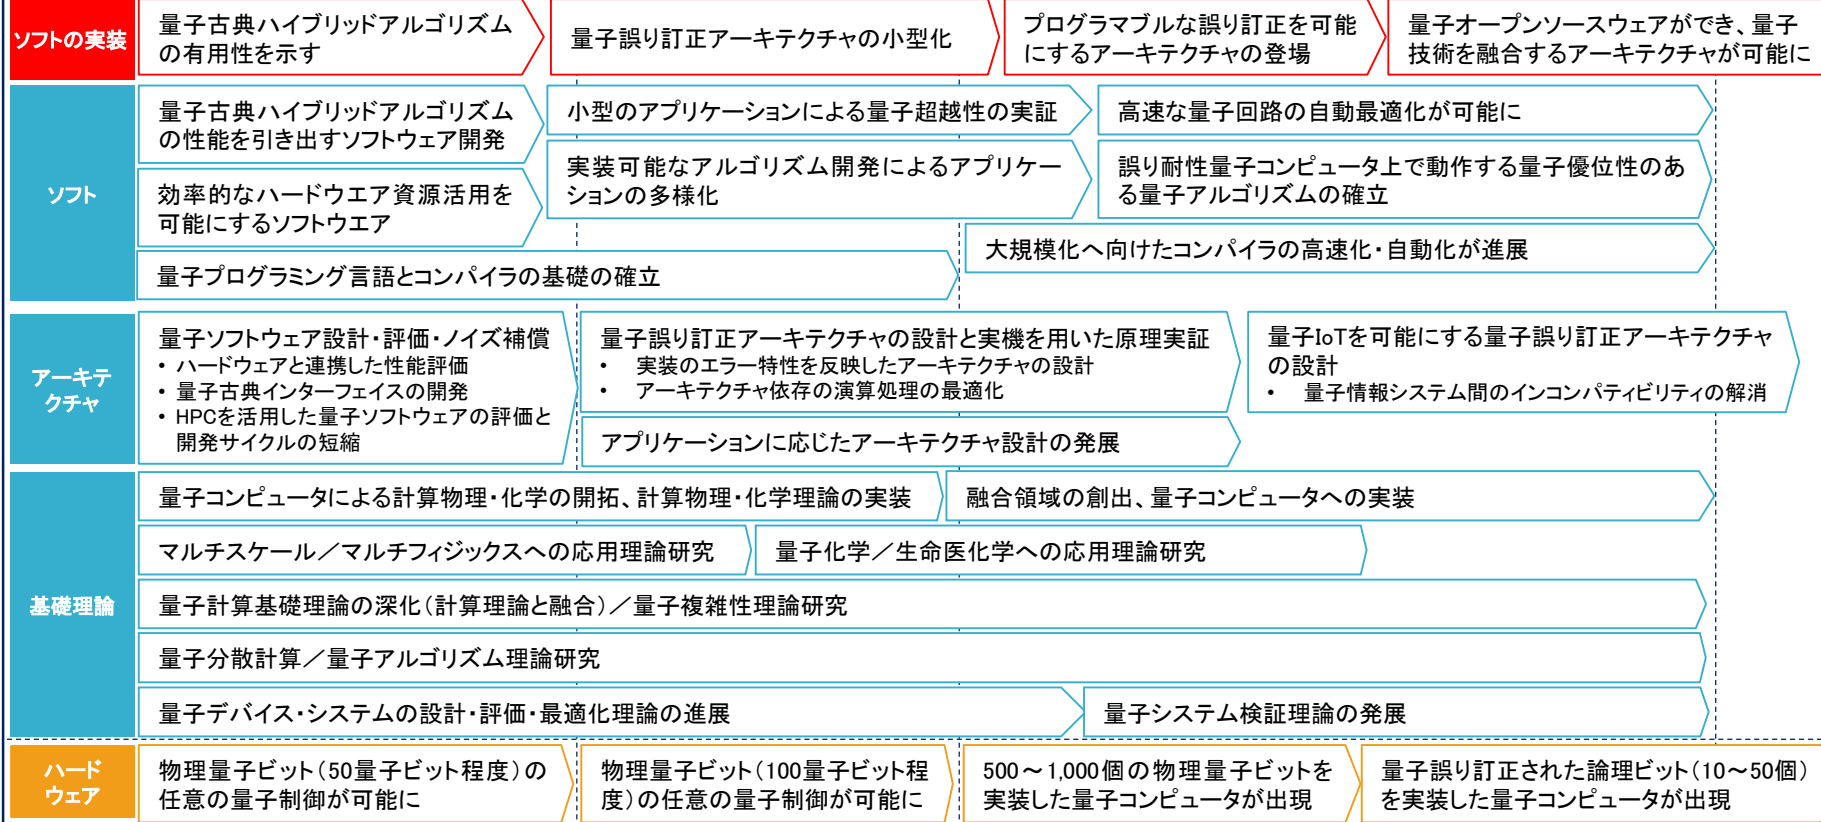 ソフトの実装
量子古典ハイブリッドアルゴリズム
の有用性を示す
量子誤り訂正アーキテクチャの小型化
プログラマブルな誤り訂正を可能
にするアーキテクチャの登場
量子オープンソースウェアができ、量子
技術を融合するアーキテクチャが可能に
ソフト
量子古典ハイブリッドアルゴリズム
の性能を引き出すソフトウェア開発
小型のアプリケーションによる量子超越性の実証
高速な量子回路の自動最適化が可能に
効率的なハードウエア資源活用を
可能にするソフトウエア
実装可能なアルゴリズム開発によるアプリケー
ションの多様化
誤り耐性量子コンピュータ上で動作する量子優位性のあ
る量子アルゴリズムの確立
量子プログラミング言語とコンパイラの基礎の確立
大規模化へ向けたコンパイラの高速化・自動化が進展
アーキテ
クチャ
量子ソフトウェア設計・評価・ノイズ補償
• ハードウェアと連携した性能評価
• 量子古典インターフェイスの開発
• HPCを活用した量子ソフトウェアの評価と
開発サイクルの短縮
量子誤り訂正アーキテクチャの設計と実機を用いた原理実証
• 実装のエラー特性を反映したアーキテクチャの設計
• アーキテクチャ依存の演算処理の最適化
アプリケーションに応じたアーキテクチャ設計の発展
量子IoTを可能にする量子誤り訂正アーキテクチャ
の設計
• 量子情報システム間のインコンパティビリティの解消
基礎理論
量子コンピュータによる計算物理・化学の開拓、計算物理・化学理論の実装
融合領域の創出、量子コンピュータへの実装
マルチスケール／マルチフィジックスへの応用理論研究
量子化学／生命医化学への応用理論研究
量子計算基礎理論の深化（計算理論と融合）／量子複雑性理論研究
量子分散計算／量子アルゴリズム理論研究
量子デバイス・システムの設計・評価・最適化理論の進展
量子システム検証理論の発展
ハード
ウェア
物理量子ビット（50量子ビット程度）の
任意の量子制御が可能に
物理量子ビット（100量子ビット程
度）の任意の量子制御が可能に
500～1,000個の物理量子ビットを
実装した量子コンピュータが出現
量子誤り訂正された論理ビット（10～50個）
を実装した量子コンピュータが出現